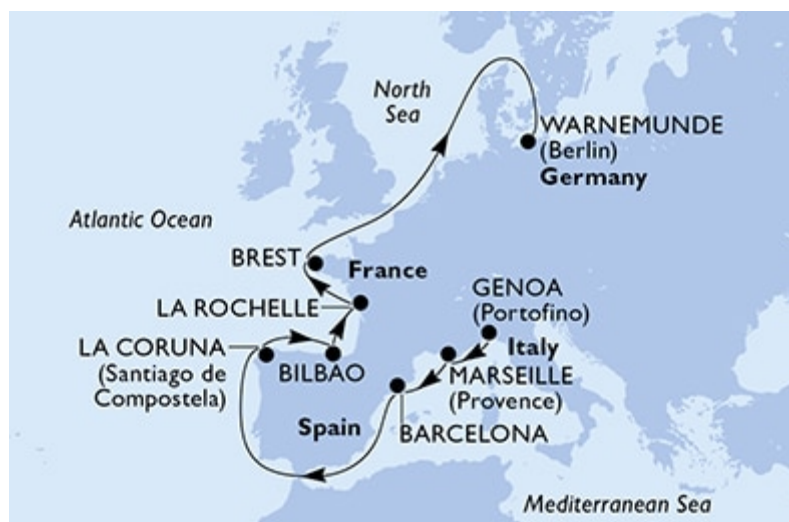 North
Sea
WARNEMUNDE
(Berlin)
Germany
Atlantic Ocean
BREST
France
LA ROCHELLE
GENOA
(Portofino)
LA CORUNA
(Santiago de
Compostela)
BILBAO
Italy
MARSEILLE
(Provence)
Spain
BARCELONA
Mediterranean Sea